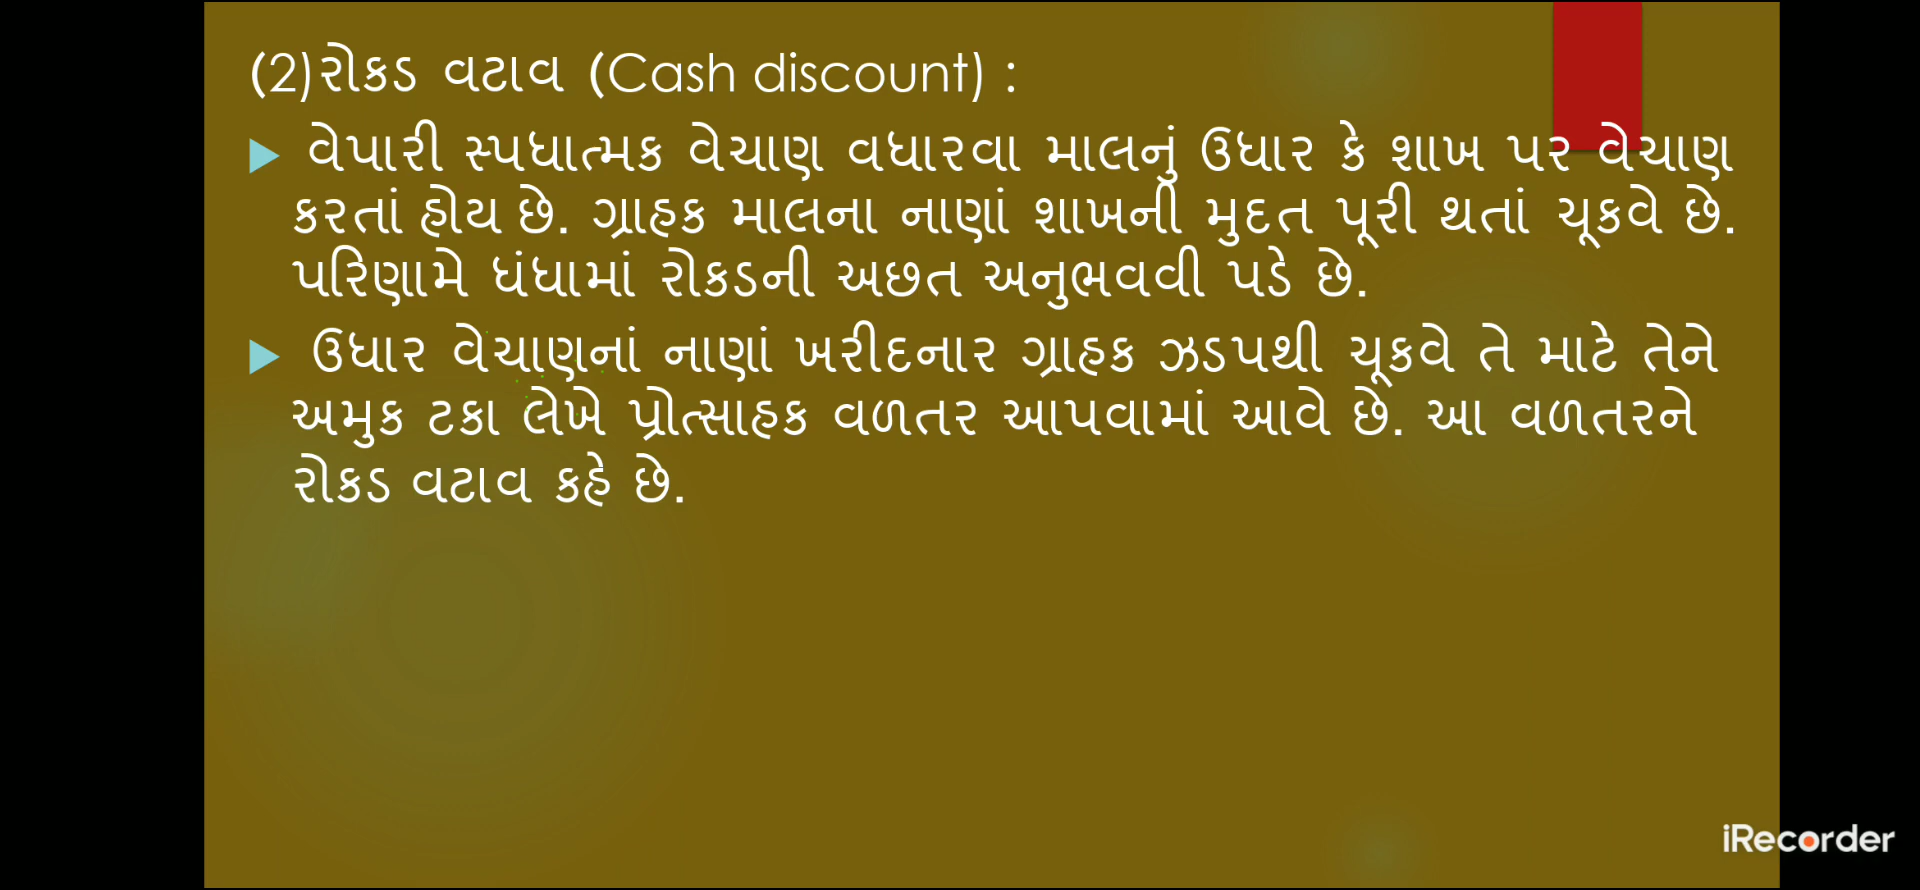 (2)રોકડ વટાવ (Cash discount) :
વેપારી સ્પધાત્મક વેચાણ વધારવા માલનું ઉધાર કે શાખ પર વેચાણ
કરતાં હોય છે. ગ્રાહક માલના નાણાં શાખની મુદત પૂરી થતાં ચૂકવે છે.
પરિણામે ધંધામાં રોકડની અછત અનુભવવી પડે છે.
ઉધાર વેચાણનાં નાણાં ખરીદનાર ગ્રાહક ઝડપથી ચૂકવે તે માટે તેને
અમુક ટકા લેખે પ્રોત્સાહક વળતર આપવામાં આવે છે. આ વળતરને
રોકડ વટાવ કહે છે.
iRecorder